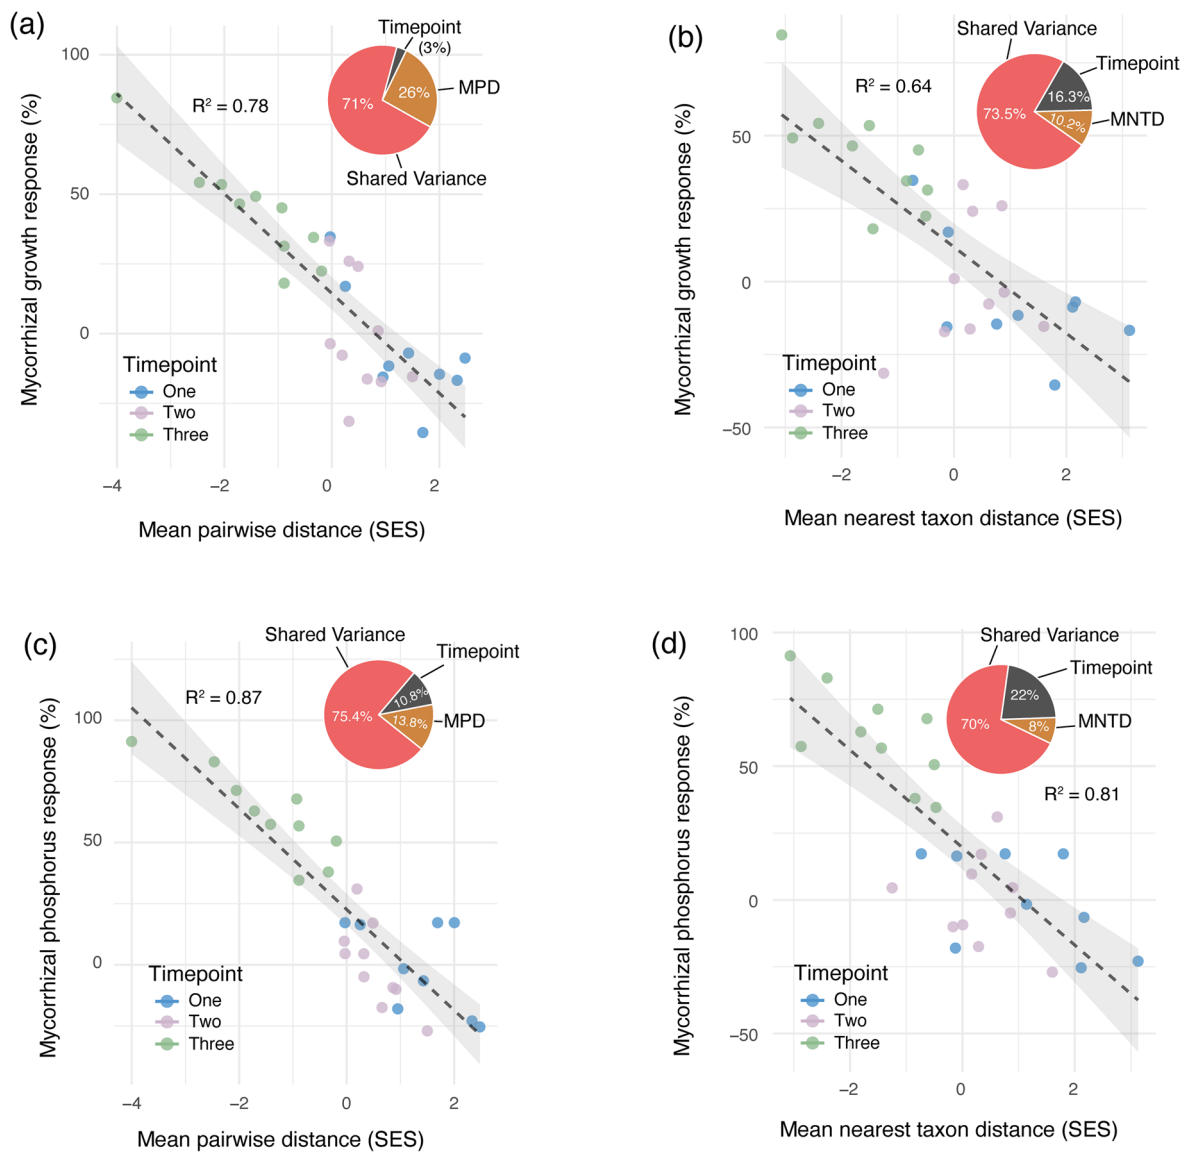 (a)
Timepoint
(3%)
MPD
26%
71%
Shared Variance
R² = 0.78
Mycorrhizal growth response (%)
100
50
0
Timepoint
One
Two
Three
−4
−2
0
2
Mean pairwise distance (SES)
(b)
Shared Variance
Timepoint
16.3%
73.5%
10.2%
MNTD
R² = 0.64
Mycorrhizal growth response (%)
50
0
−50
Timepoint
One
Two
Three
−2
0
2
Mean nearest taxon distance (SES)
(c)
Shared Variance
Timepoint
10.8%
75.4%
13.8%
MPD
R² = 0.87
Mycorrhizal phosphorus response (%)
100
50
0
Timepoint
One
Two
Three
−4
−2
0
2
Mean pairwise distance (SES)
(d)
Shared Variance
Timepoint
22%
70%
8%
MNTD
R² = 0.81
Mycorrhizal phosphorus response (%)
100
50
0
−50
Timepoint
One
Two
Three
−2
0
2
Mean nearest taxon distance (SES)